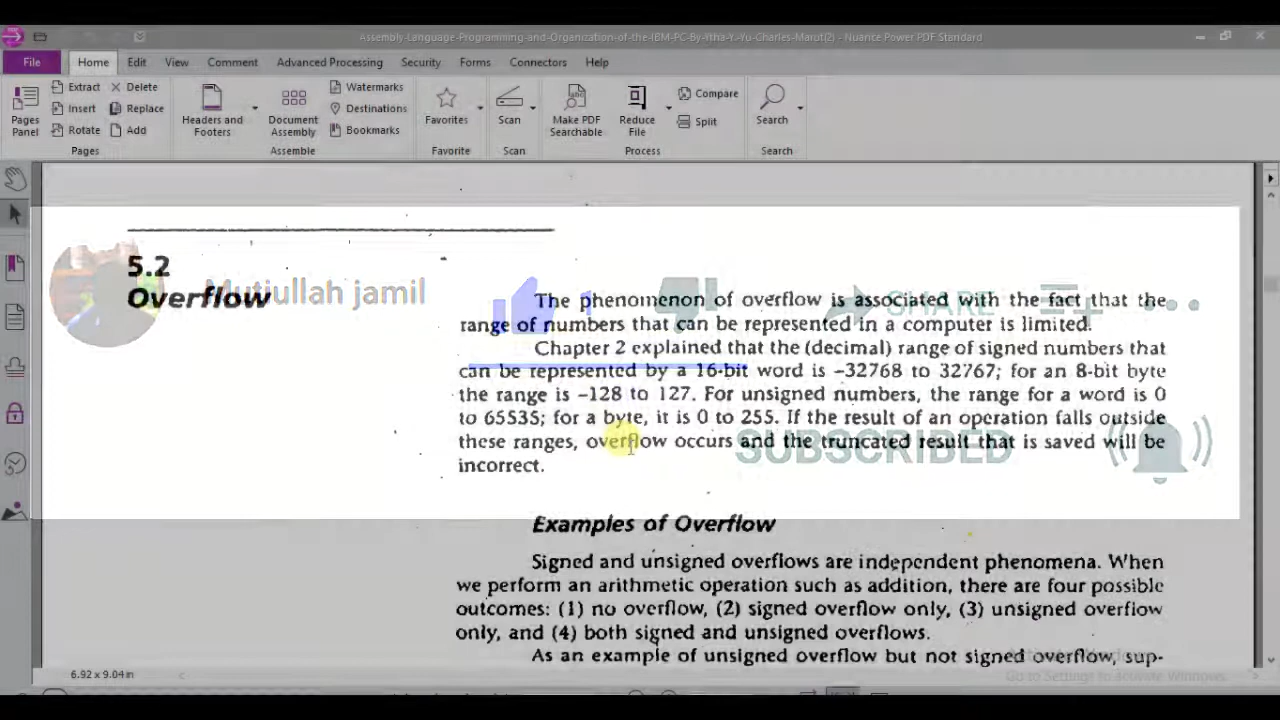 Assembly-Language-Programming-and-Organization-of-the-IBM-PC-By-Ytha-Y.-Yu-Charles-Marut(2) - Nuance Power PDF Standard
File Home Edit View Comment Advanced Processing Security Forms Connectors Help
Pages Panel
Extract Delete
Insert Replace
Rotate Add
Pages
Headers and Footers
Document Assembly
Watermarks
Destinations
Bookmarks
Assemble
Favorites
Favorite
Scan
Scan
Make PDF Searchable
Reduce File
Compare
Split
Process
Search
Search
5.2
Overflow
Mutiullah jamil
1
SHARE
SUBSCRIBED
The phenomenon of overflow is associated with the fact that the
range of numbers that can be represented in a computer is limited.
Chapter 2 explained that the (decimal) range of signed numbers that
can be represented by a 16-bit word is -32768 to 32767; for an 8-bit byte
the range is -128 to 127. For unsigned numbers, the range for a word is 0
to 65535; for a byte, it is 0 to 255. If the result of an operation falls outside
these ranges, overflow occurs and the truncated result that is saved will be
incorrect.
Examples of Overflow
Signed and unsigned overflows are independent phenomena. When
we perform an arithmetic operation such as addition, there are four possible
outcomes: (1) no overflow, (2) signed overflow only, (3) unsigned overflow
only, and (4) both signed and unsigned overflows.
As an example of unsigned overflow but not signed overflow, sup-
Activate Windows
Go to Settings to activate Windows.
6.92 x 9.04 in